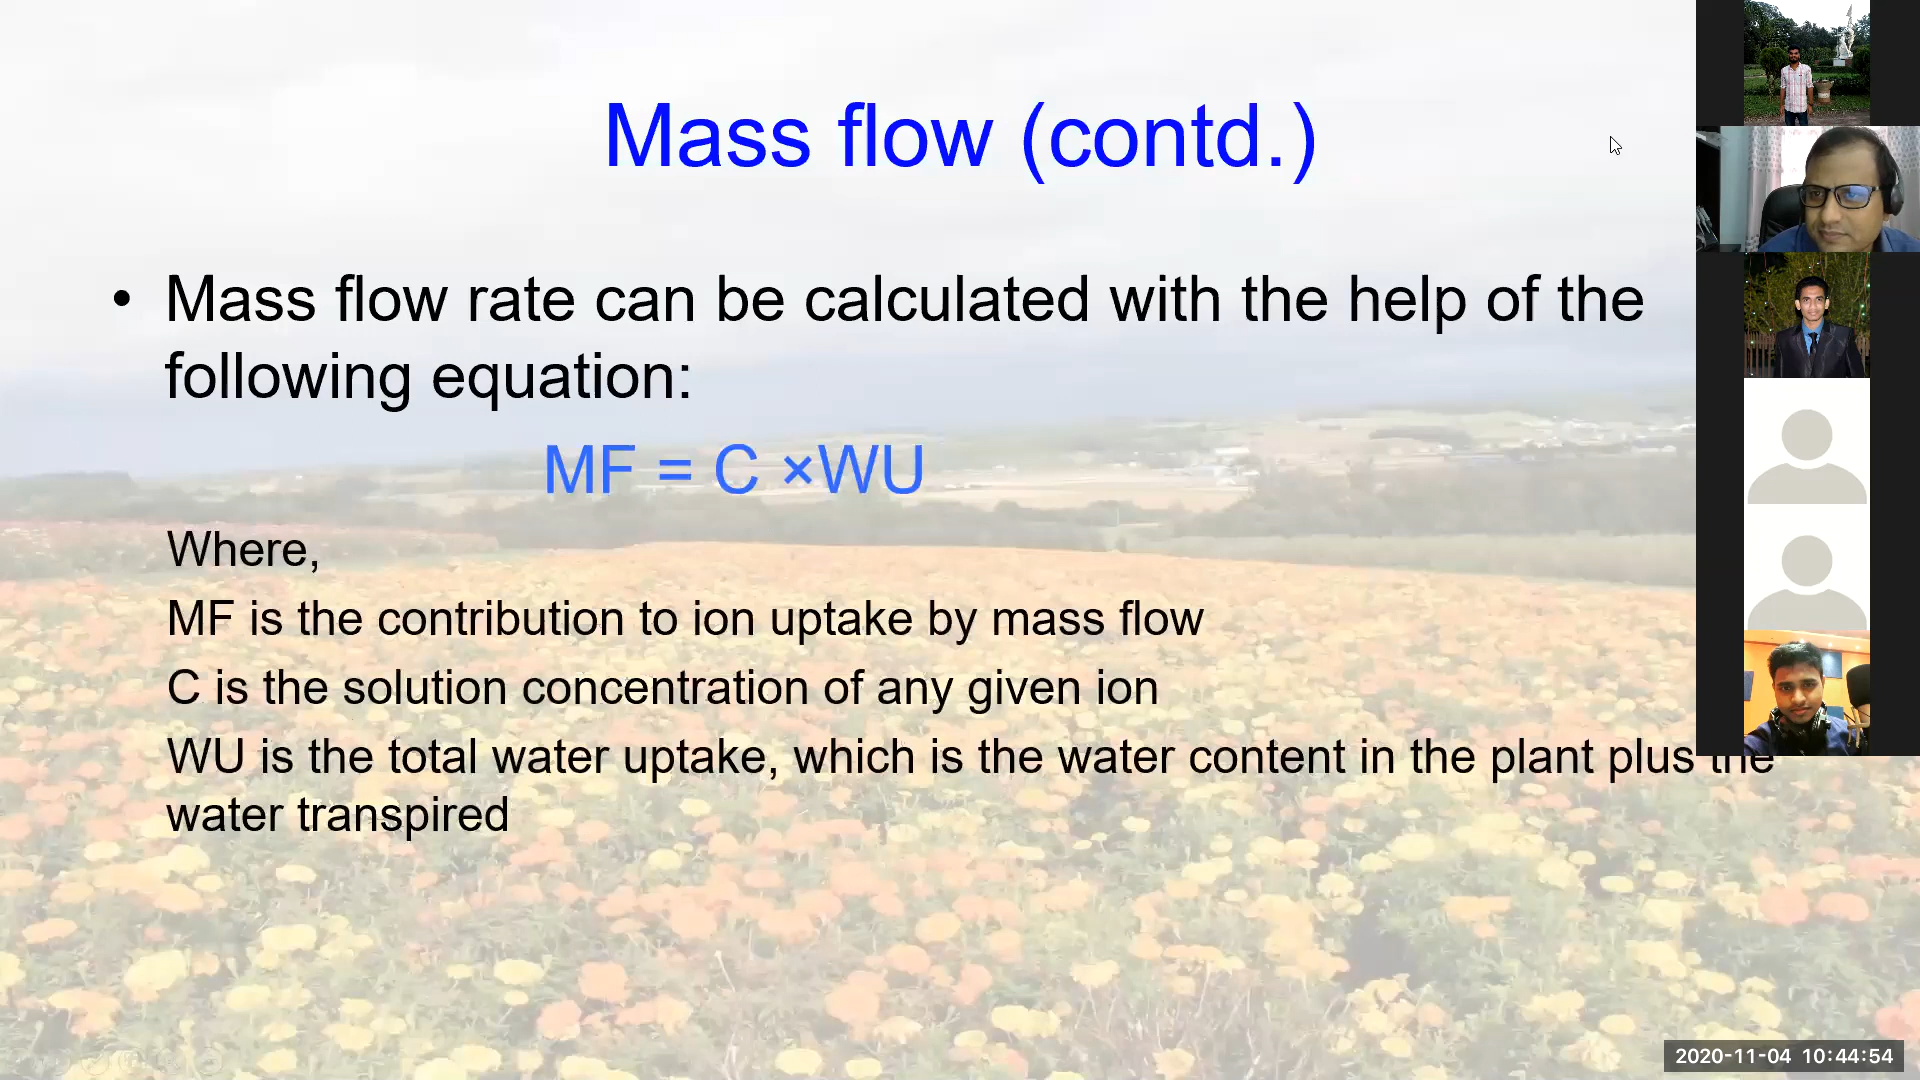 Mass flow (contd.)
• Mass flow rate can be calculated with the help of the
following equation:
MF = C ×WU
Where,
MF is the contribution to ion uptake by mass flow
C is the solution concentration of any given ion
WU is the total water uptake, which is the water content in the plant plus the
water transpired
2020-11-04 10:44:54